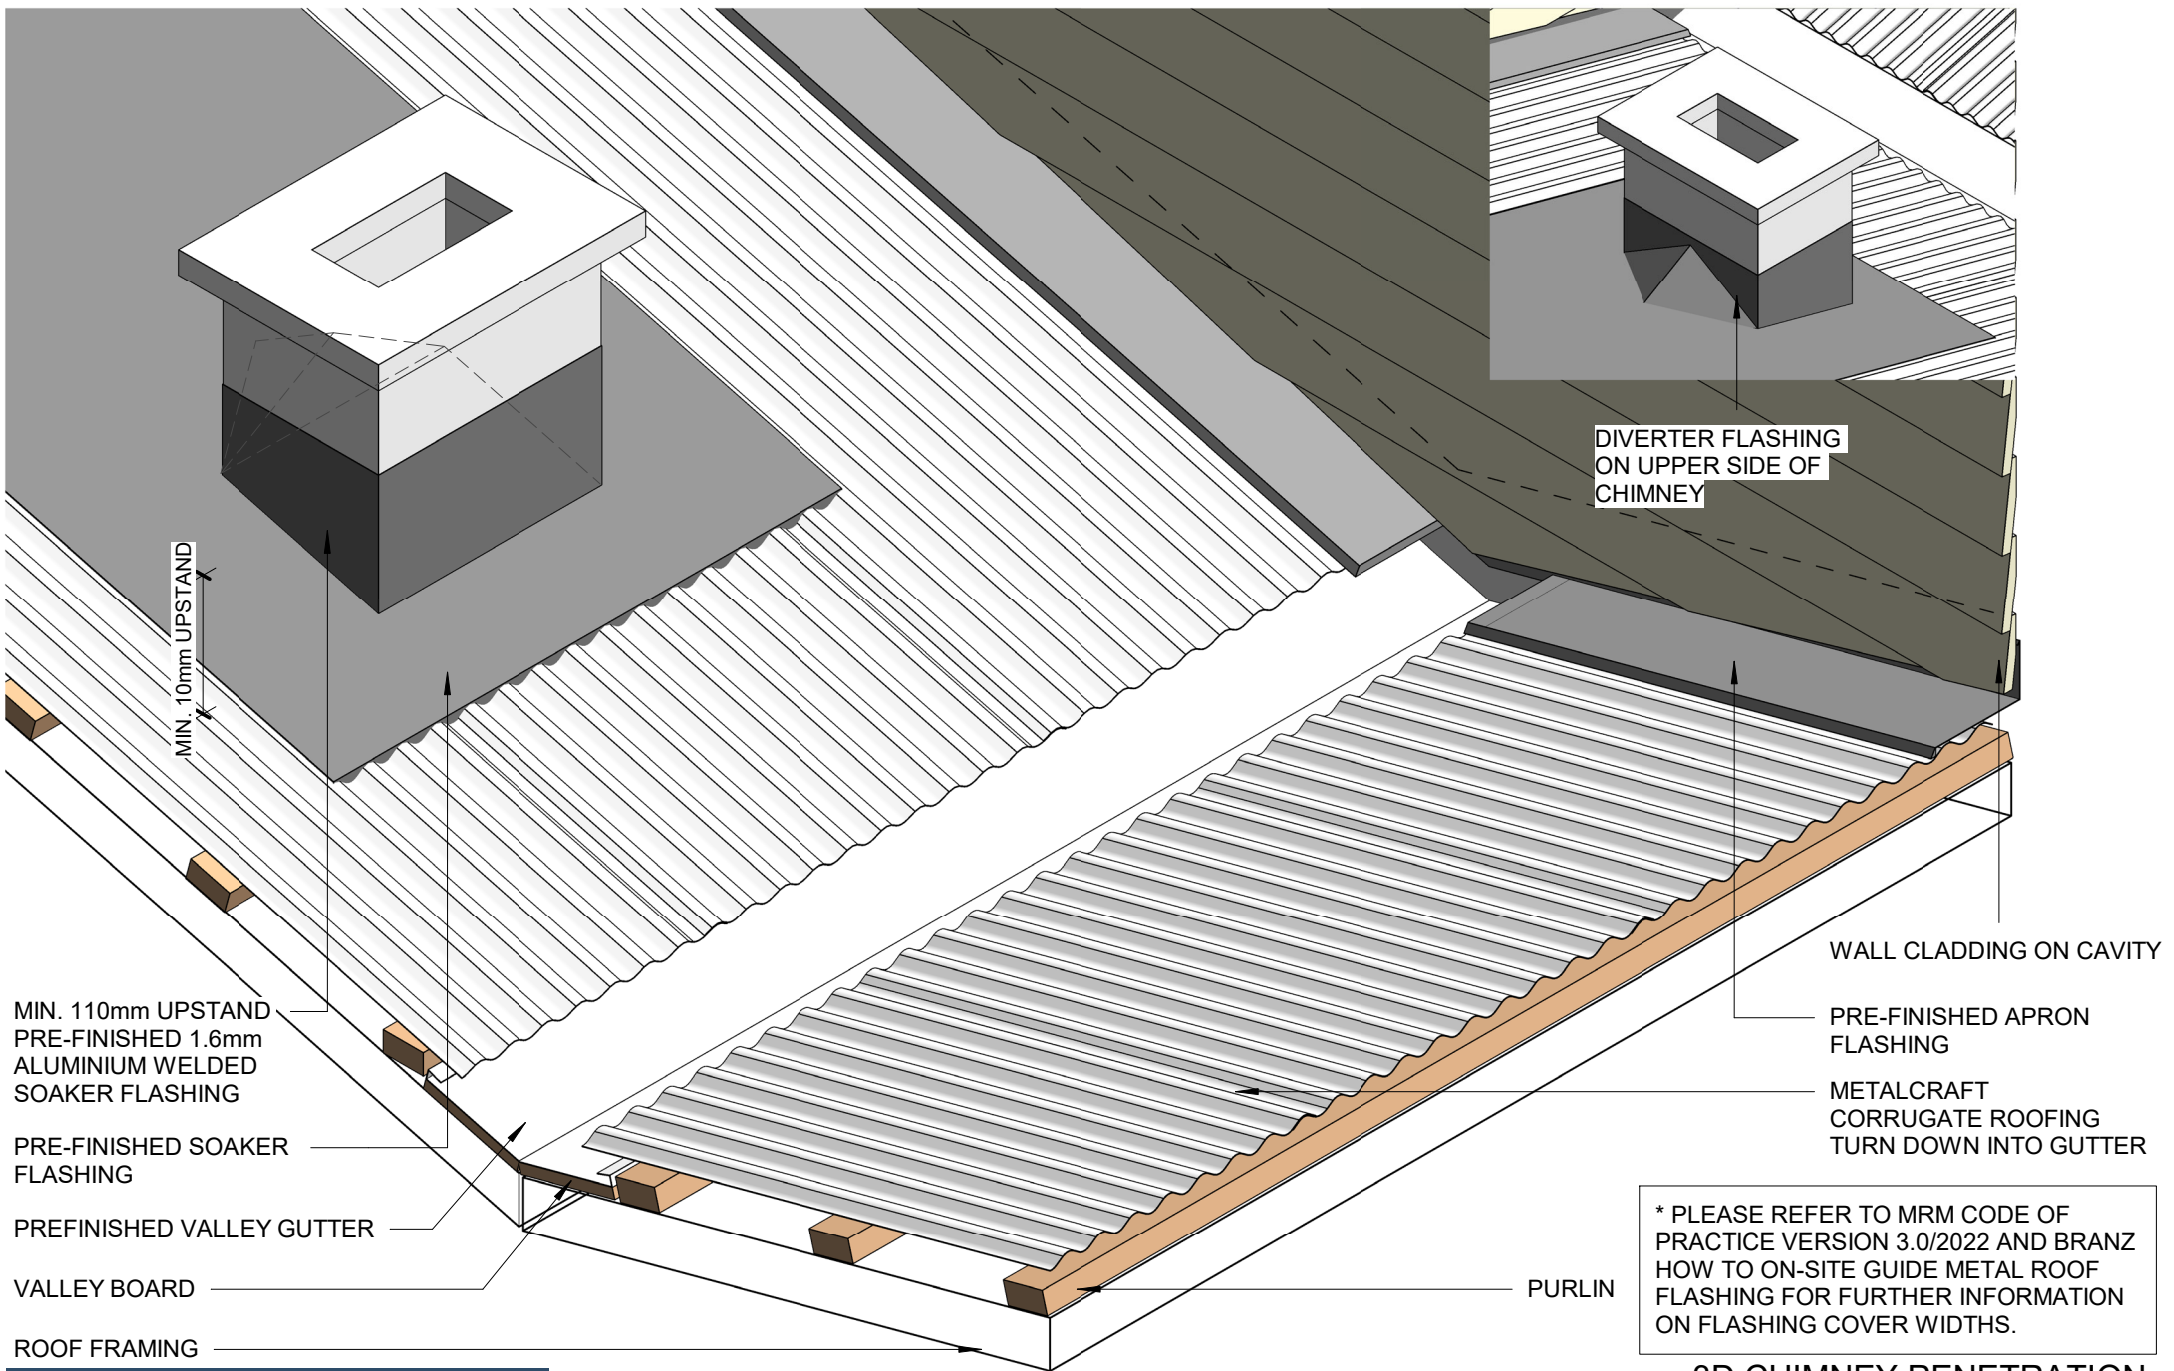 DIVERTER FLASHING
ON UPPER SIDE OF
CHIMNEY
MIN. 10mm UPSTAND
MIN. 110mm UPSTAND
PRE-FINISHED 1.6mm
ALUMINIUM WELDED
SOAKER FLASHING
PRE-FINISHED SOAKER
FLASHING
PREFINISHED VALLEY GUTTER
VALLEY BOARD
ROOF FRAMING
WALL CLADDING ON CAVITY
PRE-FINISHED APRON
FLASHING
METALCRAFT
CORRUGATE ROOFING
TURN DOWN INTO GUTTER
PURLIN
* PLEASE REFER TO MRM CODE OF
PRACTICE VERSION 3.0/2022 AND BRANZ
HOW TO ON-SITE GUIDE METAL ROOF
FLASHING FOR FURTHER INFORMATION
ON FLASHING COVER WIDTHS.
3D CHIMNEY PENETRATION